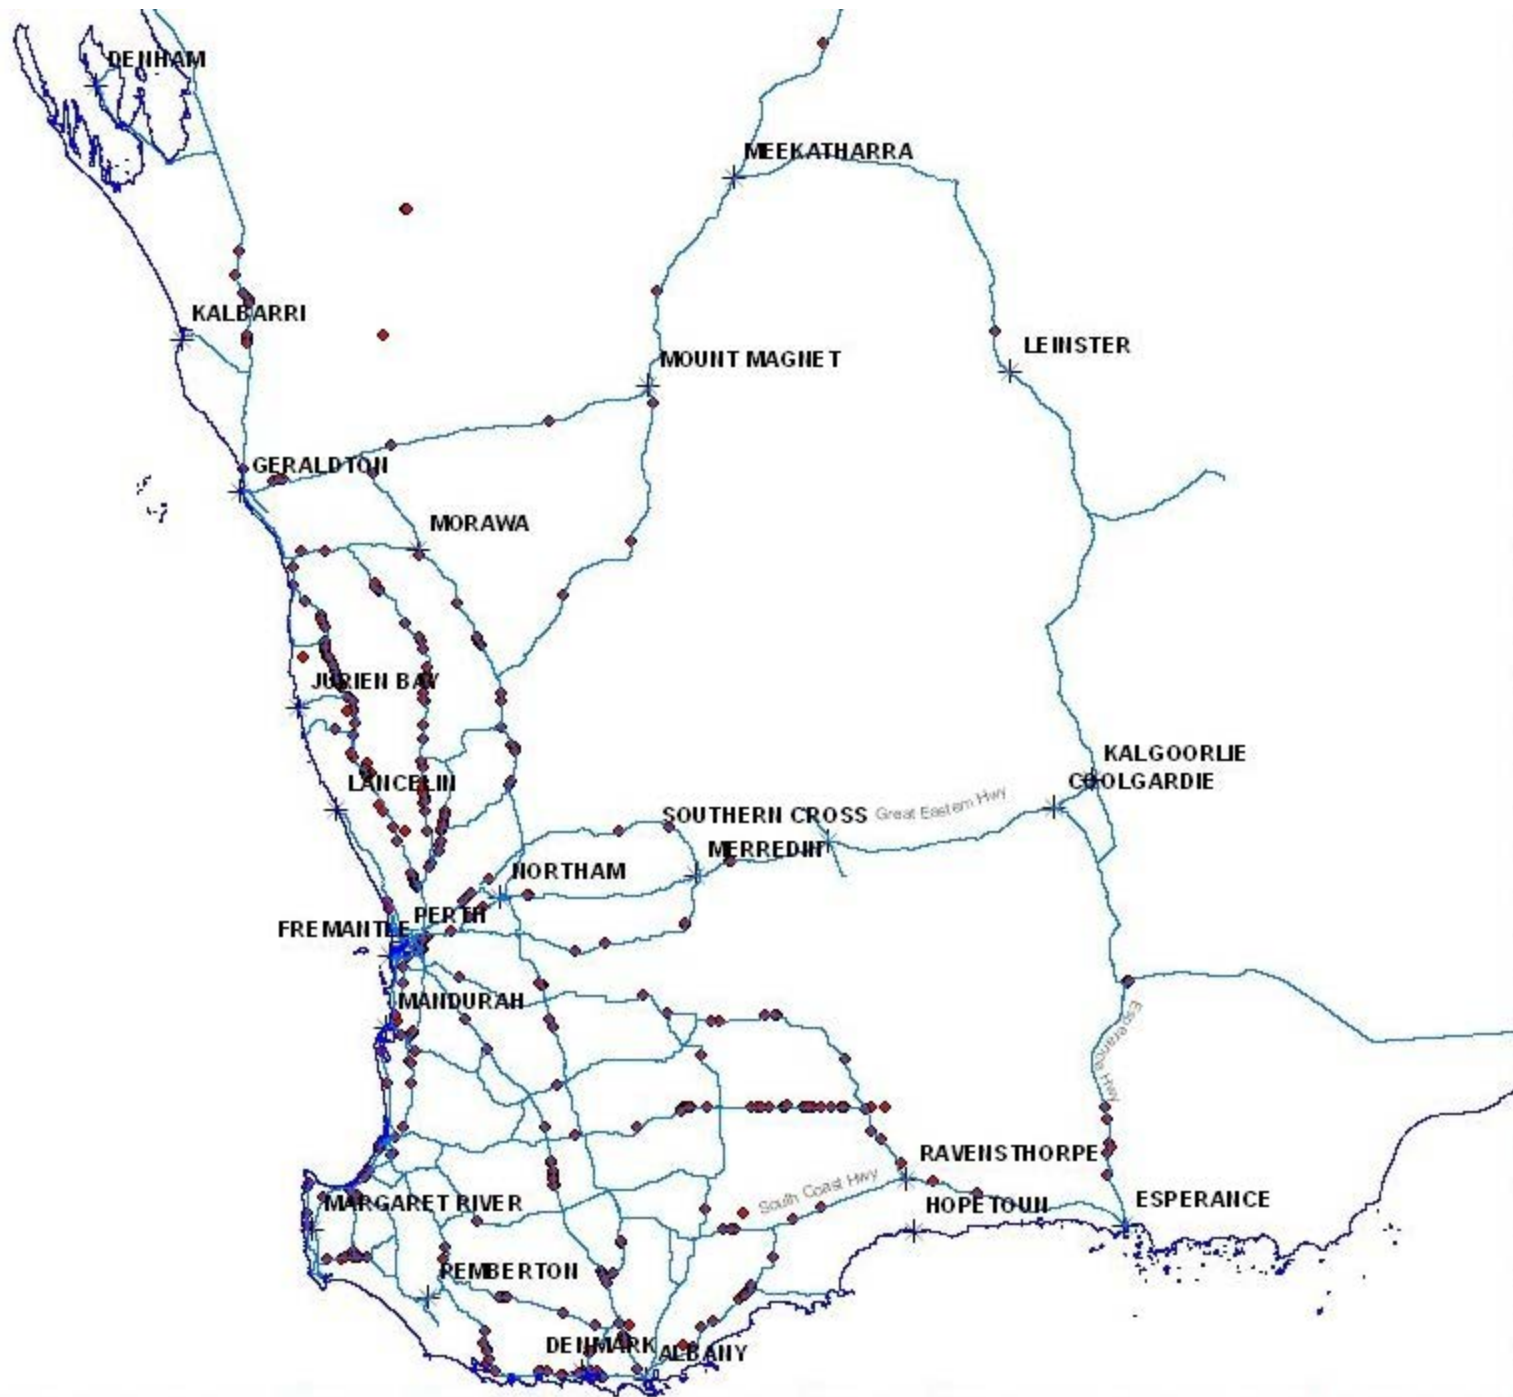 DENHAM
MEEKATHARRA
KALBARRI
LEINSTER
MOUNT MAGNET
GERALDTON
MORAWA
JURIEN BAY
KALGOORLIE
COOLGARDIE
LANCELIN
Great Eastern Hwy
SOUTHERN CROSS
MERREDIN
NORTHAM
PERTH
FREMANTLE
MANDURAH
Esperance Hwy
RAVENSTHORPE
South Coast Hwy
MARGARET RIVER
HOPETOUN
ESPERANCE
PEMBERTON
DENMARK
ALBANY